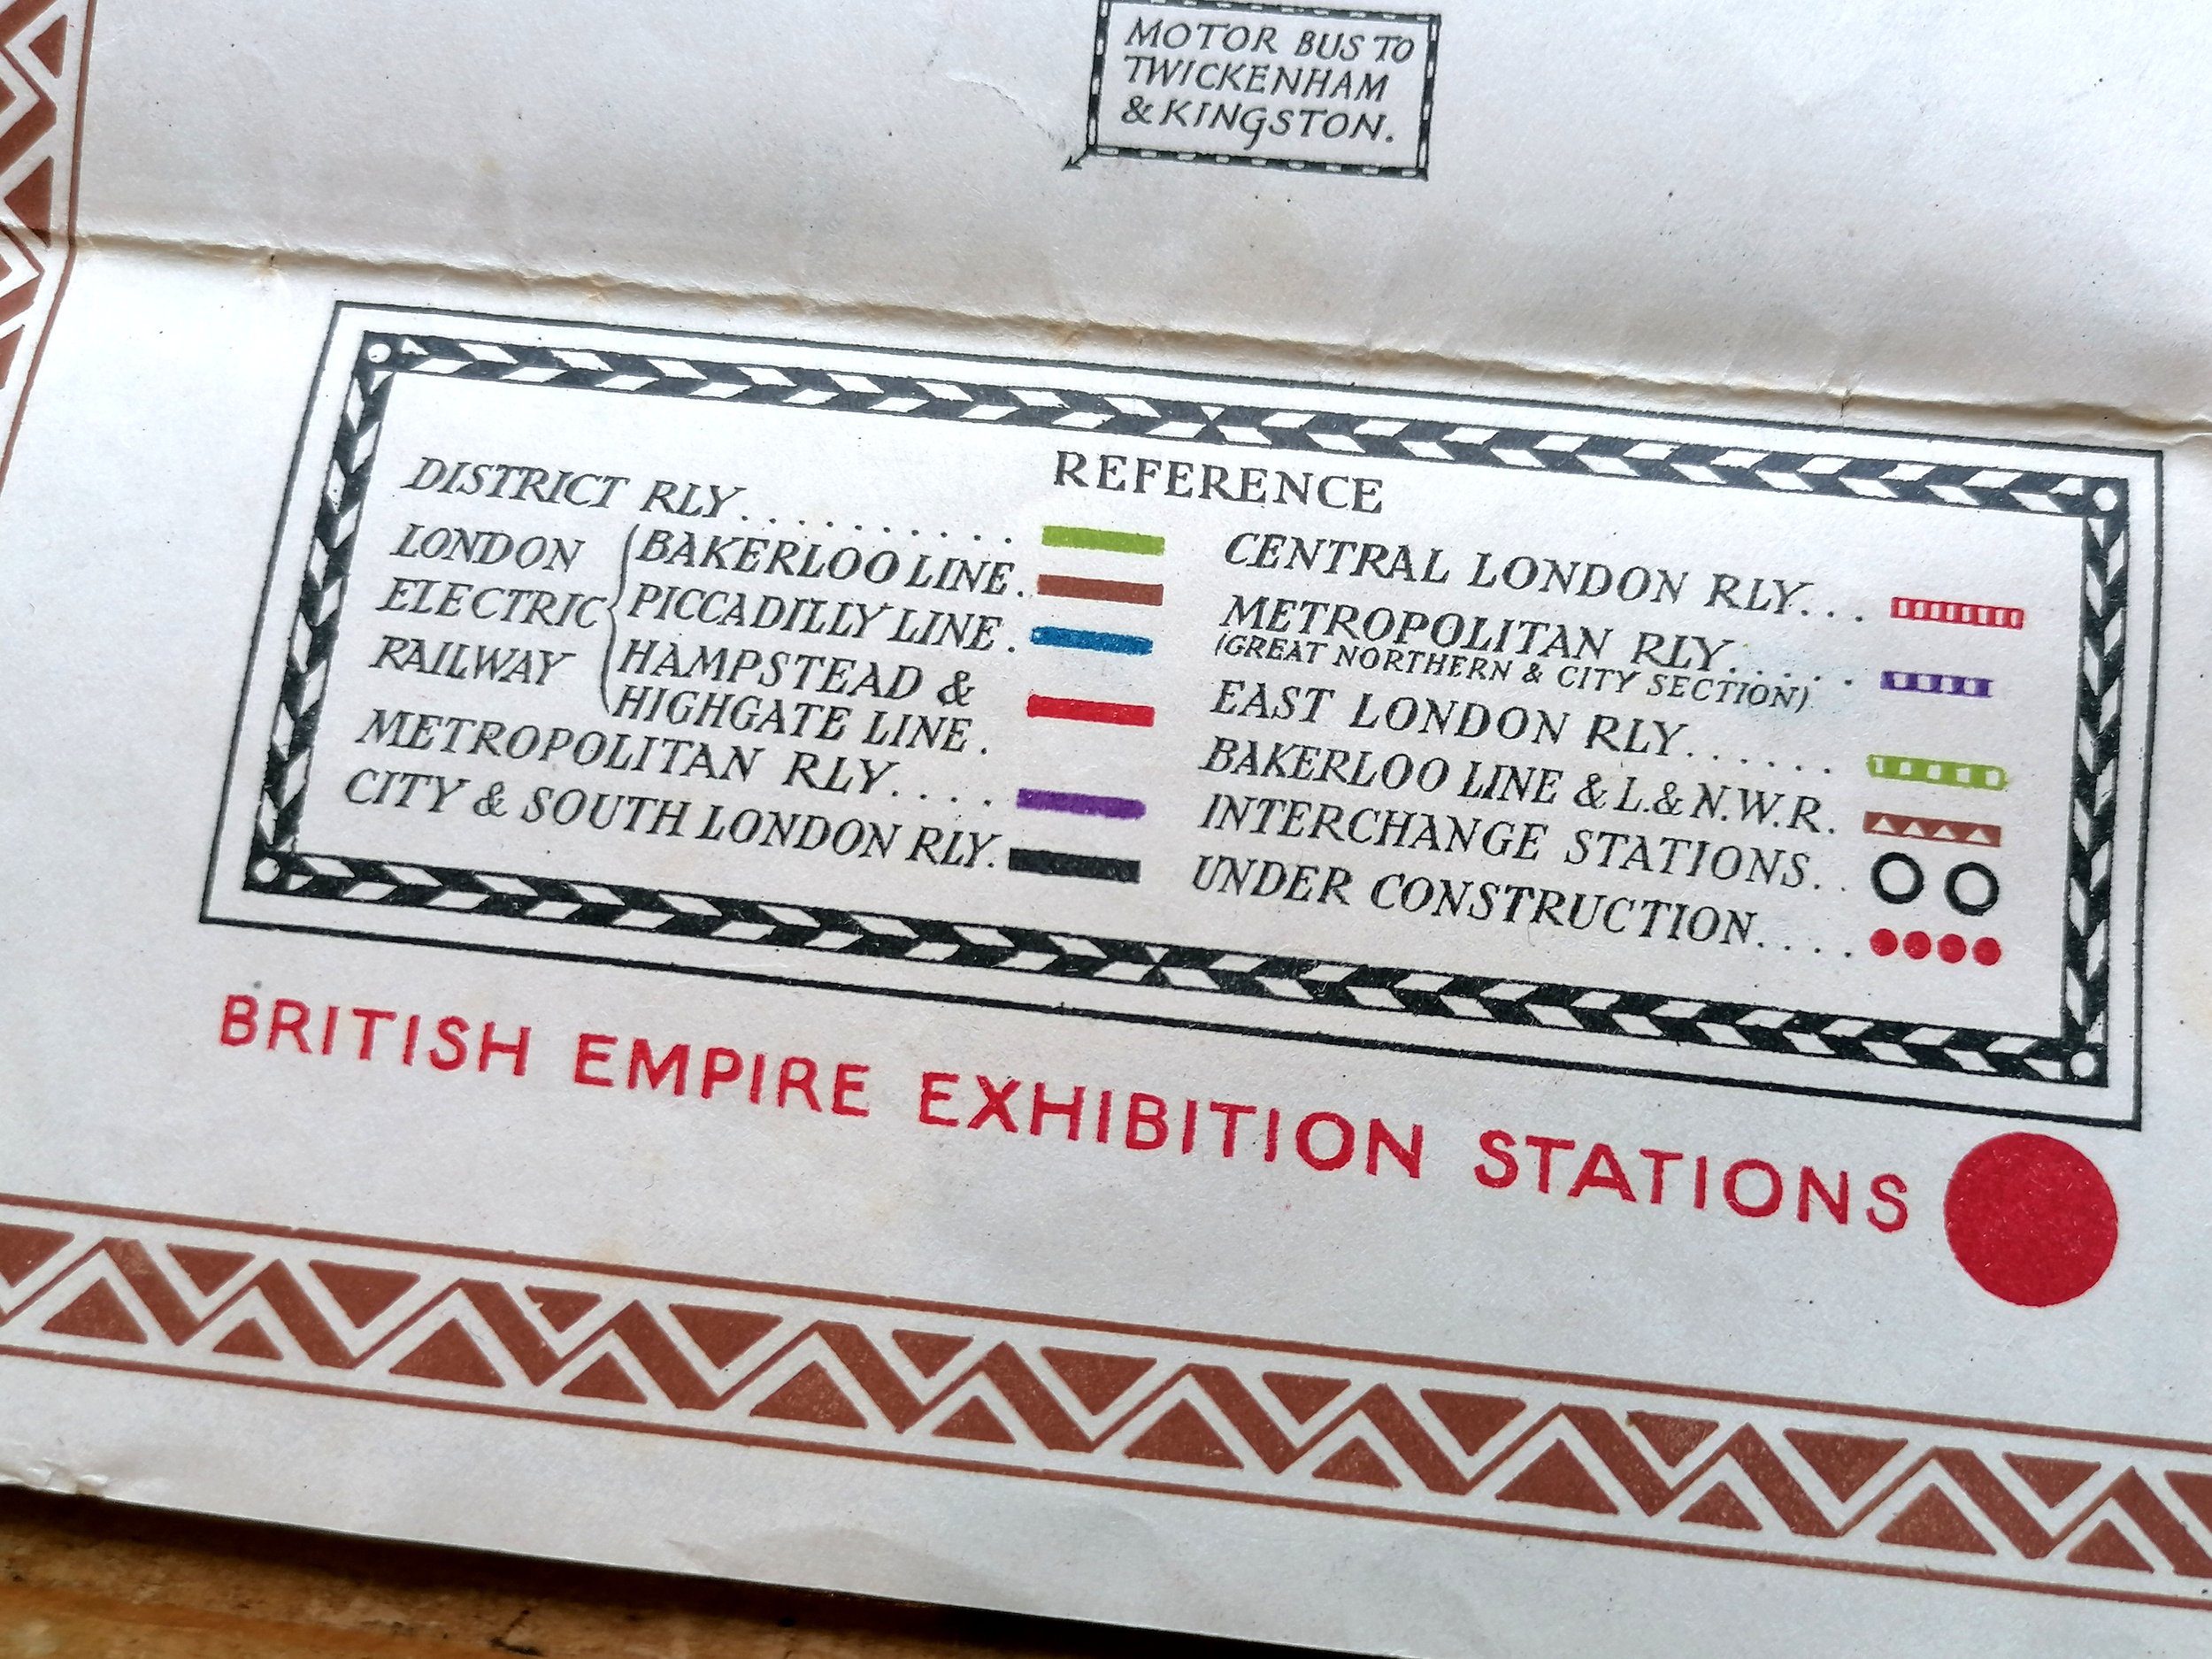 MOTOR BUS TO
TWICKENHAM
& KINGSTON.
REFERENCE
DISTRICT RLY..........
LONDON
ELECTRIC
RAILWAY
BAKERLOO LINE.
PICCADILLY LINE.
HAMPSTEAD &
HIGHGATE LINE.
METROPOLITAN RLY....
CITY & SOUTH LONDON RLY.
CENTRAL LONDON RLY...
METROPOLITAN RLY.....
(GREAT NORTHERN & CITY SECTION)
EAST LONDON RLY......
BAKERLOO LINE & L.& N.W.R.
INTERCHANGE STATIONS..
UNDER CONSTRUCTION....
BRITISH EMPIRE EXHIBITION STATIONS